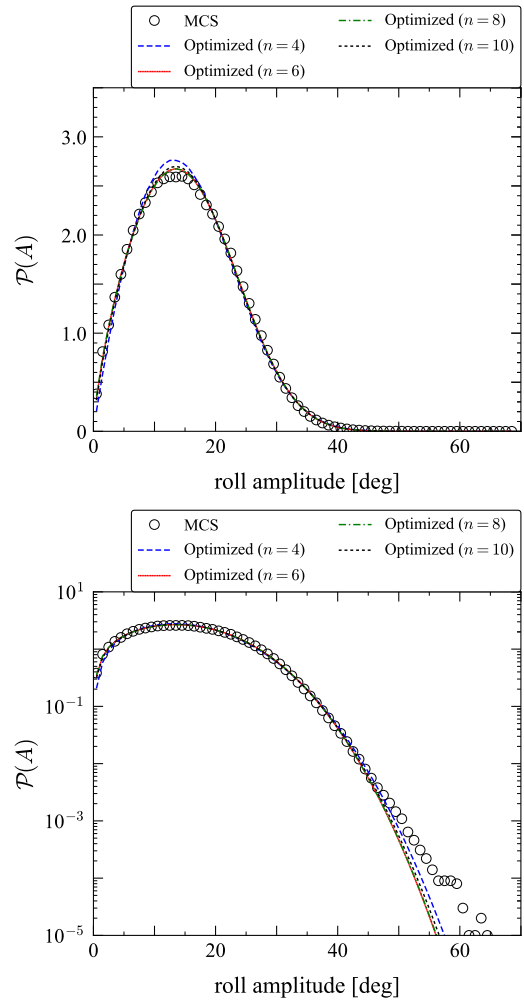 MCS
Optimized (n = 4)
Optimized (n = 6)
Optimized (n = 8)
Optimized (n = 10)
3.0
2.0
1.0
0
𝒫(A)
0 20 40 60
roll amplitude [deg]
MCS
Optimized (n = 4)
Optimized (n = 6)
Optimized (n = 8)
Optimized (n = 10)
10¹
10⁻¹
10⁻³
10⁻⁵
𝒫(A)
0 20 40 60
roll amplitude [deg]